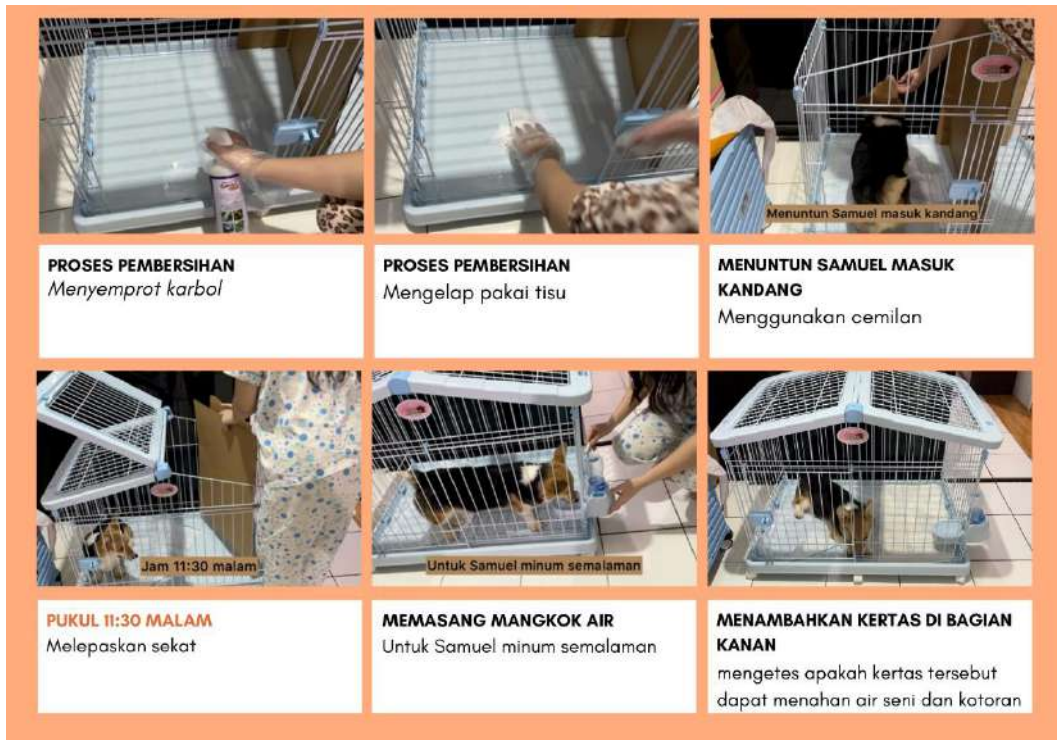 Menuntun Samuel masuk kandang
PROSES PEMBERSIHAN
Menyemprot karbol
PROSES PEMBERSIHAN
Mengelap pakai tisu
MENUNTUN SAMUEL MASUK
KANDANG
Menggunakan cemilan
Jam 11:30 malam
Untuk Samuel minum semalaman
PUKUL 11:30 MALAM
Melepaskan sekat
MEMASANG MANGKOK AIR
Untuk Samuel minum semalaman
MENAMBAHKAN KERTAS DI BAGIAN
KANAN
mengetes apakah kertas tersebut
dapat menahan air seni dan kotoran